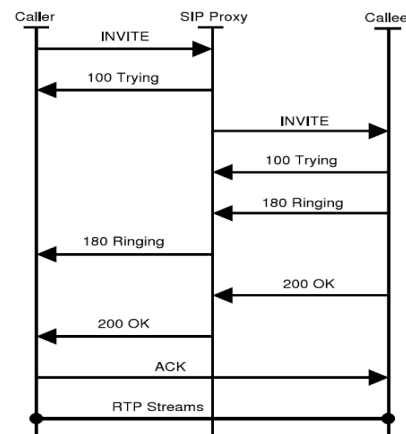 Caller SIP Proxy Callee
INVITE
100 Trying
INVITE
100 Trying
180 Ringing
180 Ringing
200 OK
200 OK
ACK
RTP Streams